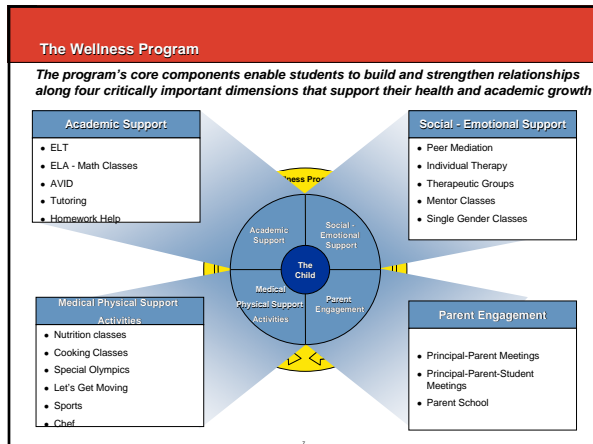 The Wellness Program
The program's core components enable students to build and strengthen relationships
along four critically important dimensions that support their health and academic growth
Academic Support
• ELT
• ELA - Math Classes
• AVID
• Tutoring
• Homework Help
Social - Emotional Support
• Peer Mediation
• Individual Therapy
• Therapeutic Groups
• Mentor Classes
• Single Gender Classes
Academic
Support
Social -
Emotional
Support
The
Child
Medical
Physical Support
Activities
Parent
Engagement
Medical Physical Support
Activities
• Nutrition classes
• Cooking Classes
• Special Olympics
• Let's Get Moving
• Sports
• Chef
Parent Engagement
• Principal-Parent Meetings
• Principal-Parent-Student
Meetings
• Parent School